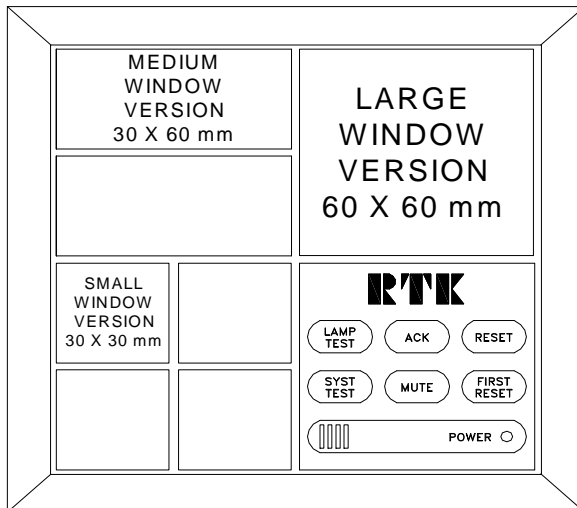 MEDIUM
WINDOW
VERSION
30 X 60 mm
LARGE
WINDOW
VERSION
60 X 60 mm
SMALL
WINDOW
VERSION
30 X 30 mm
RTK
LAMP
TEST
ACK
RESET
SYST
TEST
MUTE
FIRST
RESET
POWER